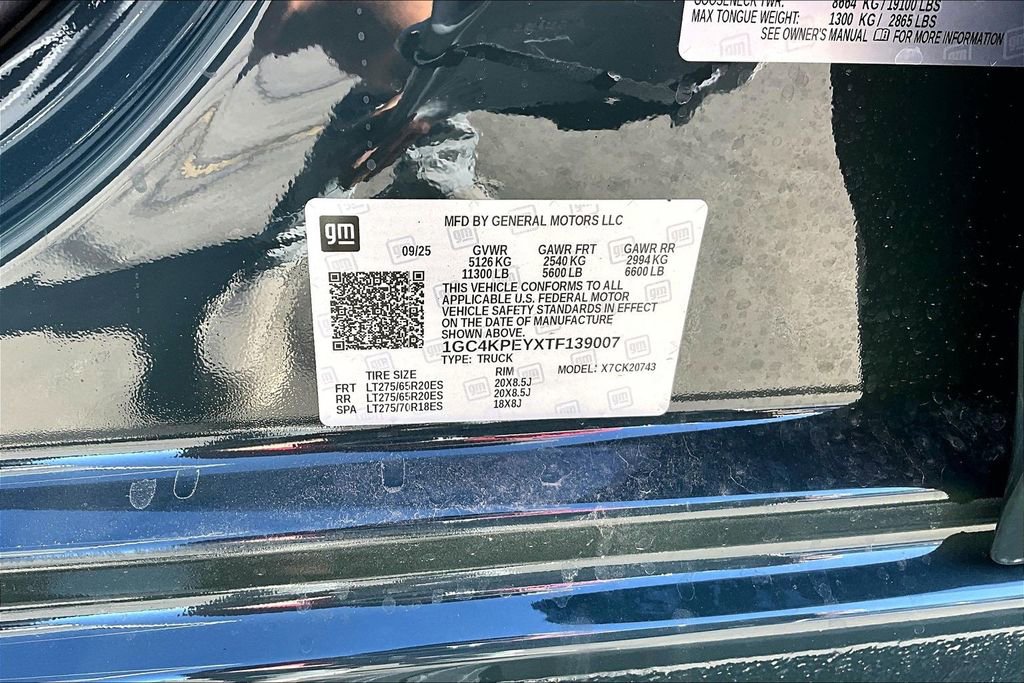 8664 KG/19100 LBS
MAX TONGUE WEIGHT: 1300 KG/ 2865 LBS
SEE OWNER'S MANUAL FOR MORE INFORMATION
gm
MFD BY GENERAL MOTORS LLC
09/25 GVWR GAWR FRT GAWR RR
5126 KG 2540 KG 2994 KG
11300 LB 5600 LB 6600 LB
THIS VEHICLE CONFORMS TO ALL
APPLICABLE U.S. FEDERAL MOTOR
VEHICLE SAFETY STANDARDS IN EFFECT
ON THE DATE OF MANUFACTURE
SHOWN ABOVE.
1GC4KPEYXTF139007
TYPE: TRUCK MODEL: X7CK20743
TIRE SIZE RIM
FRT LT275/65R20ES 20X8.5J
RR LT275/65R20ES 20X8.5J
SPA LT275/70R18ES 18X8J